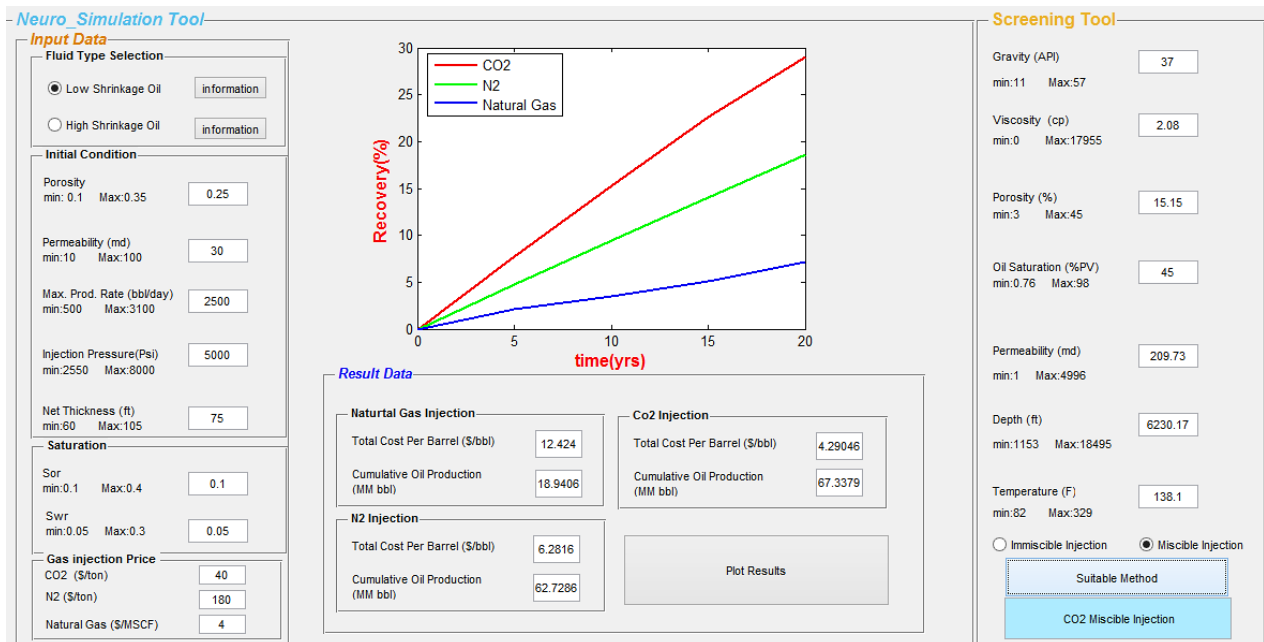 Neuro_Simulation Tool
Input Data
Fluid Type Selection
Low Shrinkage Oil information
High Shrinkage Oil information
Initial Condition
Porosity
min: 0.1 Max:0.35 0.25
Permeability (md)
min:10 Max:100 30
Max. Prod. Rate (bbl/day)
min:500 Max:3100 2500
Injection Pressure(Psi)
min:2550 Max:8000 5000
Net Thickness (ft)
min:60 Max:105 75
Saturation
Sor
min:0.1 Max:0.4 0.1
Swr
min:0.05 Max:0.3 0.05
Gas injection Price
CO2 ($/ton) 40
N2 ($/ton) 180
Natural Gas ($/MSCF) 4
Recovery(%)
30
25
20
15
10
5
0
CO2
N2
Natural Gas
0 5 10 15 20
time(yrs)
Result Data
Naturtal Gas Injection
Total Cost Per Barrel ($/bbl) 12.424
Cumulative Oil Production
(MM bbl) 18.9406
Co2 Injection
Total Cost Per Barrel ($/bbl) 4.29046
Cumulative Oil Production
(MM bbl) 67.3379
N2 Injection
Total Cost Per Barrel ($/bbl) 6.2816
Cumulative Oil Production
(MM bbl) 62.7286
Plot Results
Screening Tool
Gravity (API) 37
min:11 Max:57
Viscosity (cp) 2.08
min:0 Max:17955
Porosity (%) 15.15
min:3 Max:45
Oil Saturation (%PV) 45
min:0.76 Max:98
Permeability (md) 209.73
min:1 Max:4996
Depth (ft) 6230.17
min:1153 Max:18495
Temperature (F) 138.1
min:82 Max:329
Immiscible Injection Miscible Injection
Suitable Method
CO2 Miscible Injection